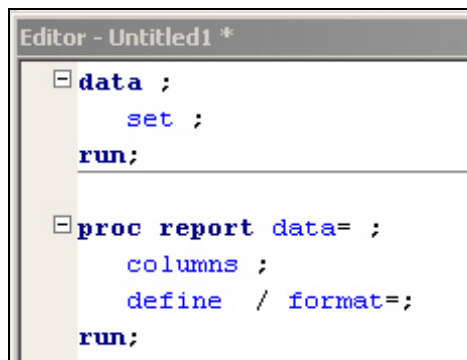 Editor - Untitled1 *
data ;
set ;
run;
proc report data= ;
columns ;
define / format=;
run;